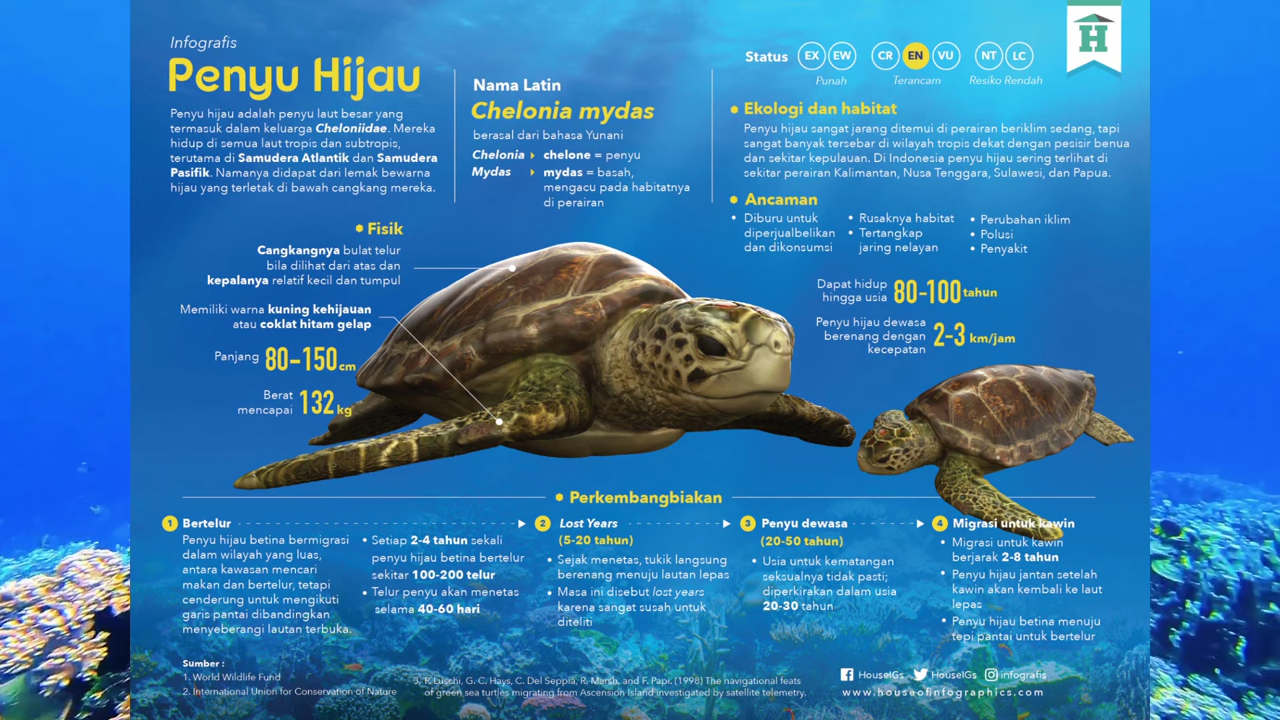 Infografis
Penyu Hijau
Penyu hijau adalah penyu laut besar yang
termasuk dalam keluarga Cheloniidae. Mereka
hidup di semua laut tropis dan subtropis,
terutama di Samudera Atlantik dan Samudera
Pasifik. Namanya didapat dari lemak bewarna
hijau yang terletak di bawah cangkang mereka.
Nama Latin
Chelonia mydas
berasal dari bahasa Yunani
Chelonia chelone = penyu
Mydas mydas = basah,
mengacu pada habitatnya
di perairan
Status EX EW CR EN VU NT LC
Punah Terancam Resiko Rendah
H
Ekologi dan habitat
Penyu hijau sangat jarang ditemui di perairan beriklim sedang, tapi
sangat banyak tersebar di wilayah tropis dekat dengan pesisir benua
dan sekitar kepulauan. Di Indonesia penyu hijau sering terlihat di
sekitar perairan Kalimantan, Nusa Tenggara, Sulawesi, dan Papua.
Ancaman
• Diburu untuk
diperjualbelikan
dan dikonsumsi
• Rusaknya habitat
• Tertangkap
jaring nelayan
• Perubahan iklim
• Polusi
• Penyakit
Fisik
Cangkangnya bulat telur
bila dilihat dari atas dan
kepalanya relatif kecil dan tumpul
Memiliki warna kuning kehijauan
atau coklat hitam gelap
Panjang 80-150 cm
Berat
mencapai 132 kg
Dapat hidup
hingga usia 80-100 tahun
Penyu hijau dewasa
berenang dengan
kecepatan 2-3 km/jam
Perkembangbiakan
1 Bertelur
Penyu hijau betina bermigrasi
dalam wilayah yang luas,
antara kawasan mencari
makan dan bertelur, tetapi
cenderung untuk mengikuti
garis pantai dibandingkan
menyeberangi lautan terbuka.
• Setiap 2-4 tahun sekali
penyu hijau betina bertelur
sekitar 100-200 telur
• Telur penyu akan menetas
selama 40-60 hari
2 Lost Years
(5-20 tahun)
• Sejak menetas, tukik langsung
berenang menuju lautan lepas
• Masa ini disebut lost years
karena sangat susah untuk
diteliti
3 Penyu dewasa
(20-50 tahun)
• Usia untuk kematangan
seksualnya tidak pasti;
diperkirakan dalam usia
20-30 tahun
4 Migrasi untuk kawin
• Migrasi untuk kawin
berjarak 2-8 tahun
• Penyu hijau jantan setelah
kawin akan kembali ke laut
lepas
• Penyu hijau betina menuju
tepi pantai untuk bertelur
Sumber :
1. World Wildlife Fund
2. International Union for Conservation of Nature
3. P. Luschi, G. C. Hays, C. Del Seppia, R. Marsh, and F. Papi. (1998) The navigational feats
of green sea turtles migrating from Ascension Island investigated by satellite telemetry.
HouseIGs HouseIGs infografis
www.houseofinfographics.com